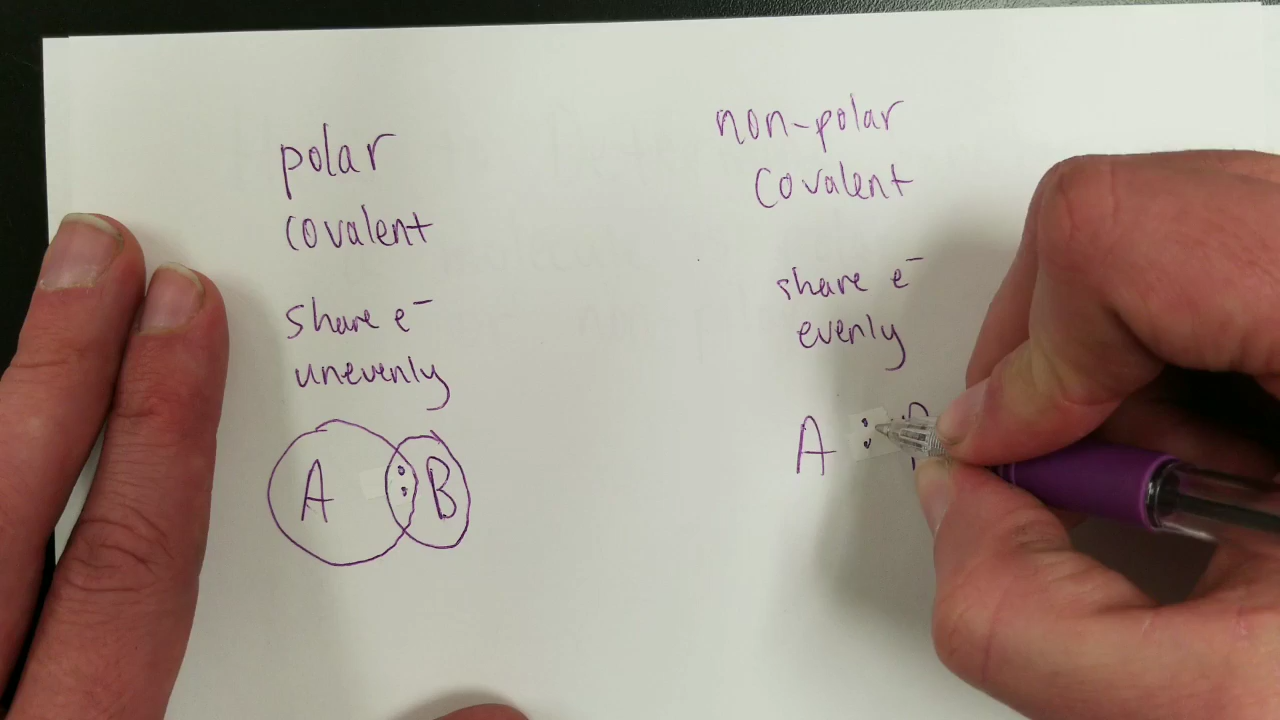 polar
covalent
share e⁻
unevenly
A : B
non-polar
covalent
share e⁻
evenly
A :